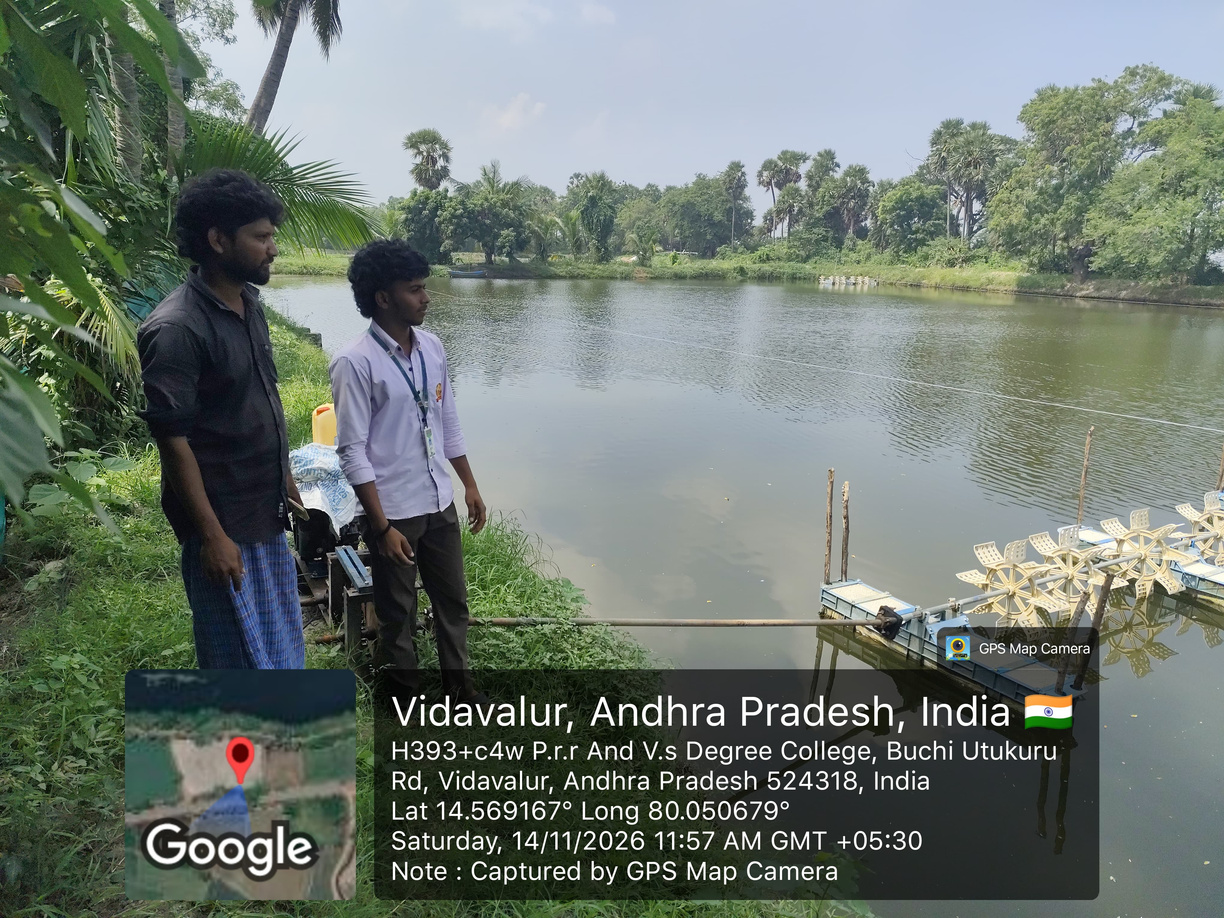 GPS Map Camera
Vidavalur, Andhra Pradesh, India
H393+c4w P.r.r And V.s Degree College, Buchi Utukuru
Rd, Vidavalur, Andhra Pradesh 524318, India
Lat 14.569167° Long 80.050679°
Saturday, 14/11/2026 11:57 AM GMT +05:30
Note : Captured by GPS Map Camera
Google